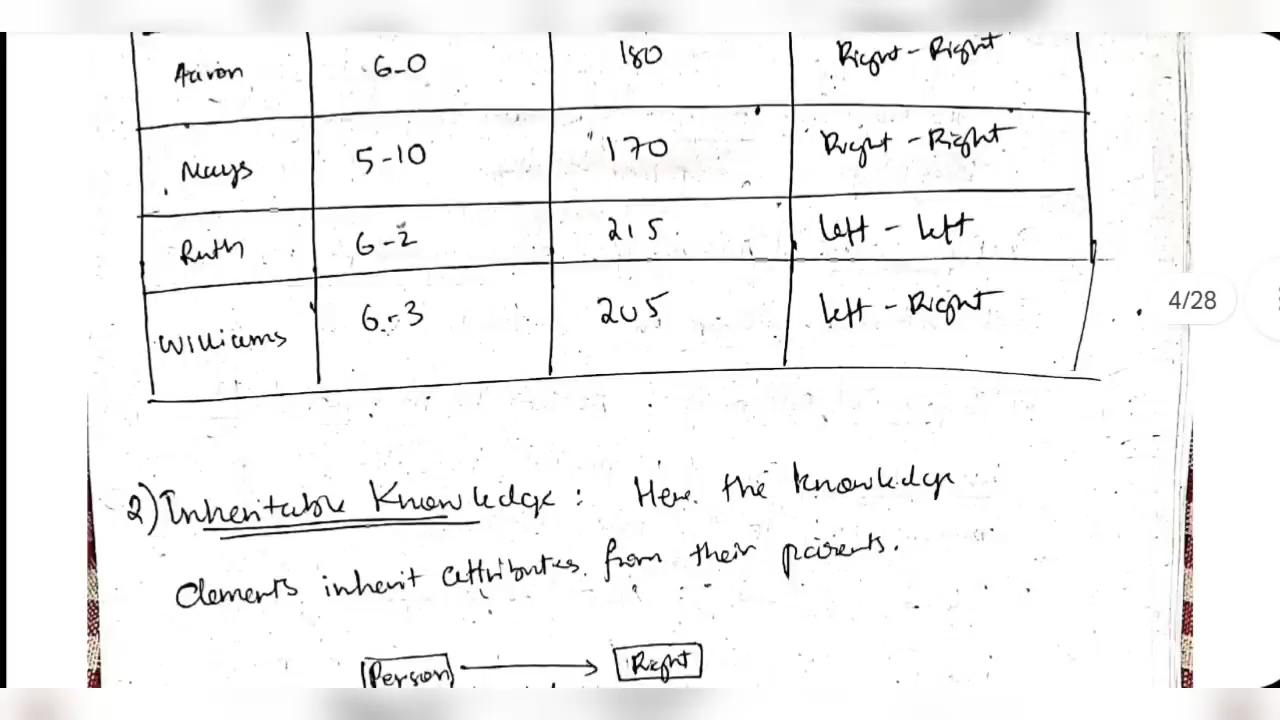 Aaron 6-0 180 Right - Right
Mays 5-10 170 Right - Right
Ruth 6-2 215 left - left
Williams 6-3 205 left - Right
4/28
2) Inheritable Knowledge : Here the knowledge
elements inherit attributes from their parents.
Person Right